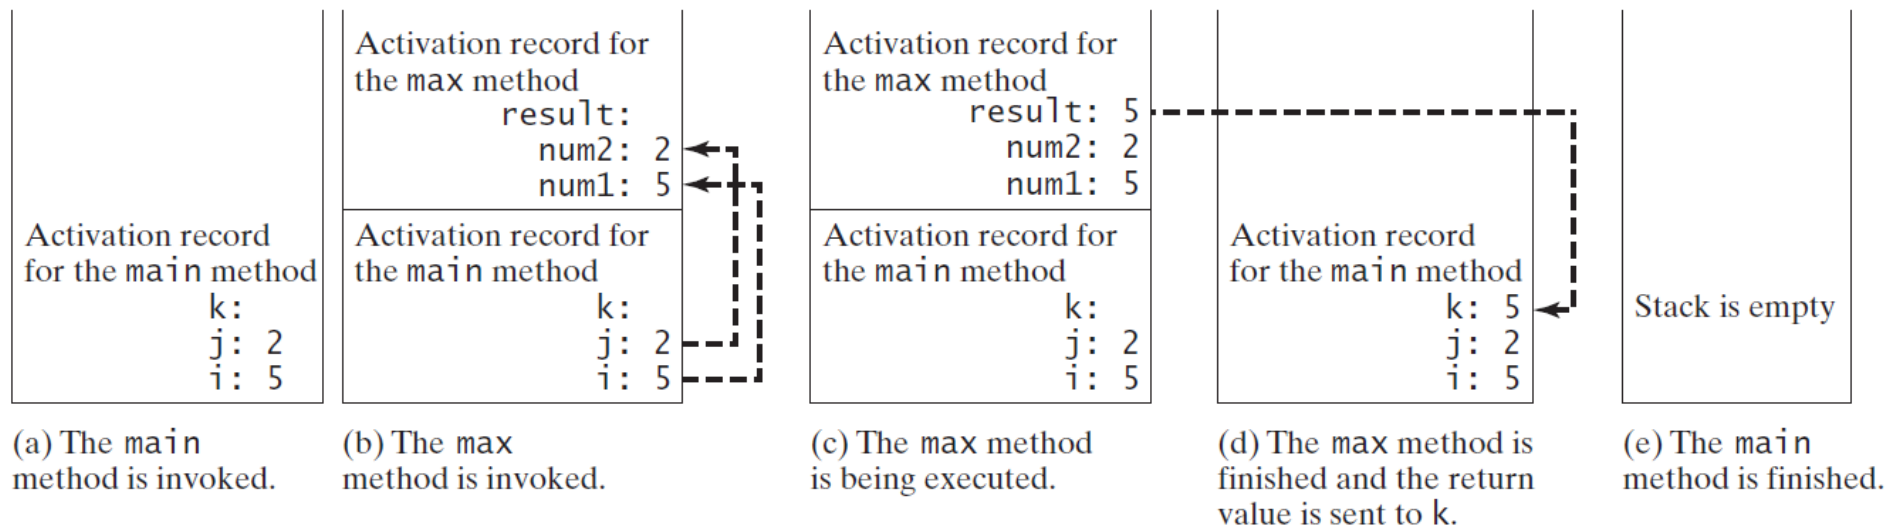 Activation record
for the main method
k:
j: 2
i: 5
(a) The main
method is invoked.
Activation record for
the max method
result:
num2: 2
num1: 5
Activation record for
the main method
k:
j: 2
i: 5
(b) The max
method is invoked.
Activation record for
the max method
result: 5
num2: 2
num1: 5
Activation record for
the main method
k:
j: 2
i: 5
(c) The max method
is being executed.
Activation record
for the main method
k: 5
j: 2
i: 5
(d) The max method is
finished and the return
value is sent to k.
Stack is empty
(e) The main
method is finished.